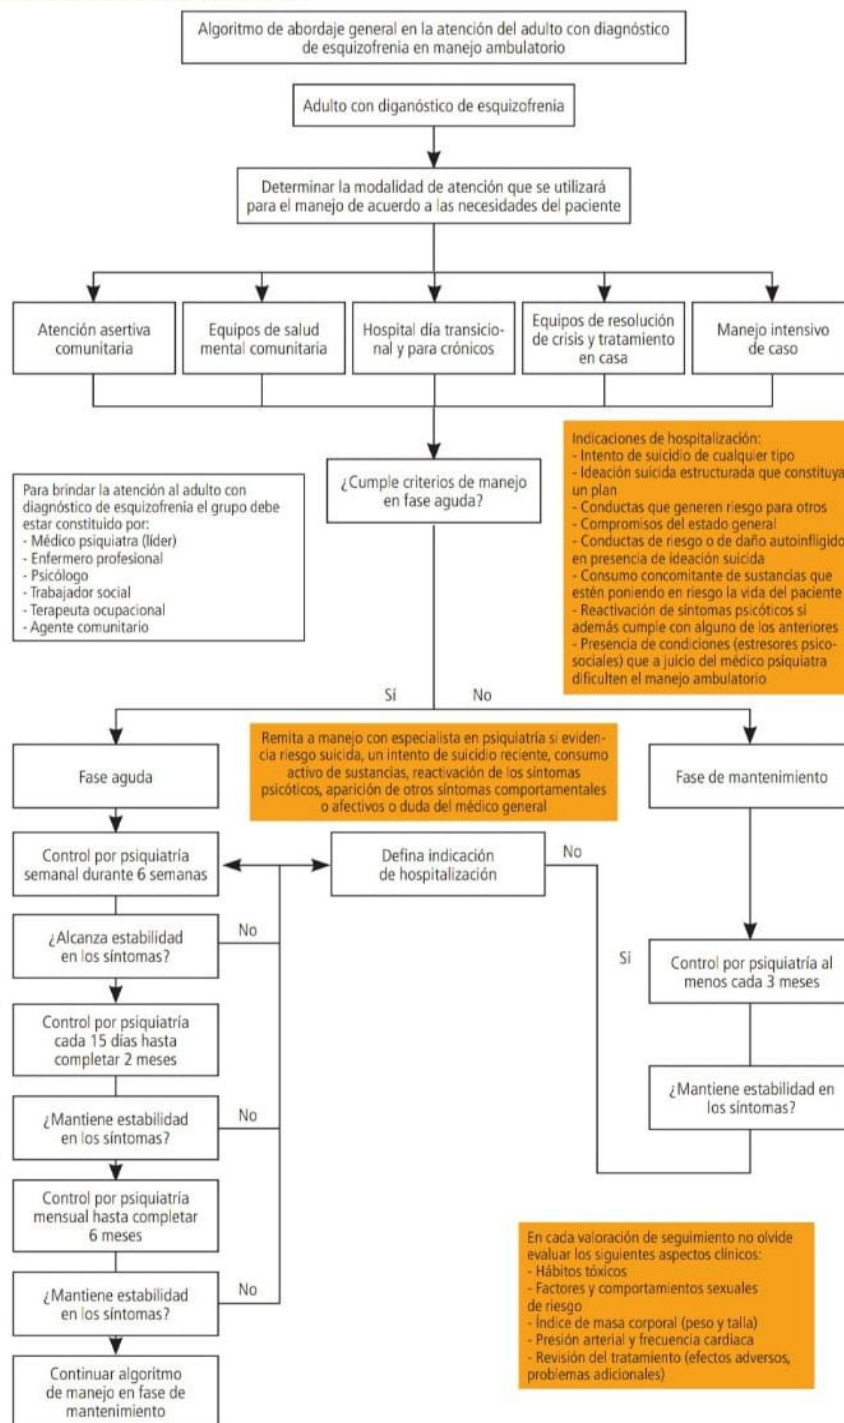 Algoritmo de abordaje general en la atención del adulto con diagnóstico
de esquizofrenia en manejo ambulatorio
Adulto con diganóstico de esquizofrenia
Determinar la modalidad de atención que se utilizará
para el manejo de acuerdo a las necesidades del paciente
Atención asertiva
comunitaria
Equipos de salud
mental comunitaria
Hospital día transicio-
nal y para crónicos
Equipos de resolución
de crisis y tratamiento
en casa
Manejo intensivo
de caso
Para brindar la atención al adulto con
diagnóstico de esquizofrenia el grupo debe
estar constituido por:
- Médico psiquiatra (líder)
- Enfermero profesional
- Psicólogo
- Trabajador social
- Terapeuta ocupacional
- Agente comunitario
¿Cumple criterios de manejo
en fase aguda?
Indicaciones de hospitalización:
- Intento de suicidio de cualquier tipo
- Ideación suicida estructurada que constituya
un plan
- Conductas que generen riesgo para otros
- Compromisos del estado general
- Conductas de riesgo o de daño autoinfligido
en presencia de ideación suicida
- Consumo concomitante de sustancias que
estén poniendo en riesgo la vida del paciente
- Reactivación de síntomas psicóticos si
además cumple con alguno de los anteriores
- Presencia de condiciones (estresores psico-
sociales) que a juicio del médico psiquiatra
dificulten el manejo ambulatorio
Sí
No
Fase aguda
Remita a manejo con especialista en psiquiatría si eviden-
cia riesgo suicida, un intento de suicidio reciente, consumo
activo de sustancias, reactivación de los síntomas
psicóticos, aparición de otros síntomas comportamentales
o afectivos o duda del médico general
Fase de mantenimiento
Control por psiquiatría
semanal durante 6 semanas
Defina indicación
de hospitalización
No
¿Alcanza estabilidad
en los síntomas?
No
Si
Control por psiquiatría al
menos cada 3 meses
Control por psiquiatría
cada 15 días hasta
completar 2 meses
¿Mantiene estabilidad en
los síntomas?
¿Mantiene estabilidad
en los síntomas?
No
Control por psiquiatría
mensual hasta completar
6 meses
¿Mantiene estabilidad
en los síntomas?
No
Continuar algoritmo
de manejo en fase de
mantenimiento
En cada valoración de seguimiento no olvide
evaluar los siguientes aspectos clínicos:
- Hábitos tóxicos
- Factores y comportamientos sexuales
de riesgo
- Índice de masa corporal (peso y talla)
- Presión arterial y frecuencia cardiaca
- Revisión del tratamiento (efectos adversos,
problemas adicionales)